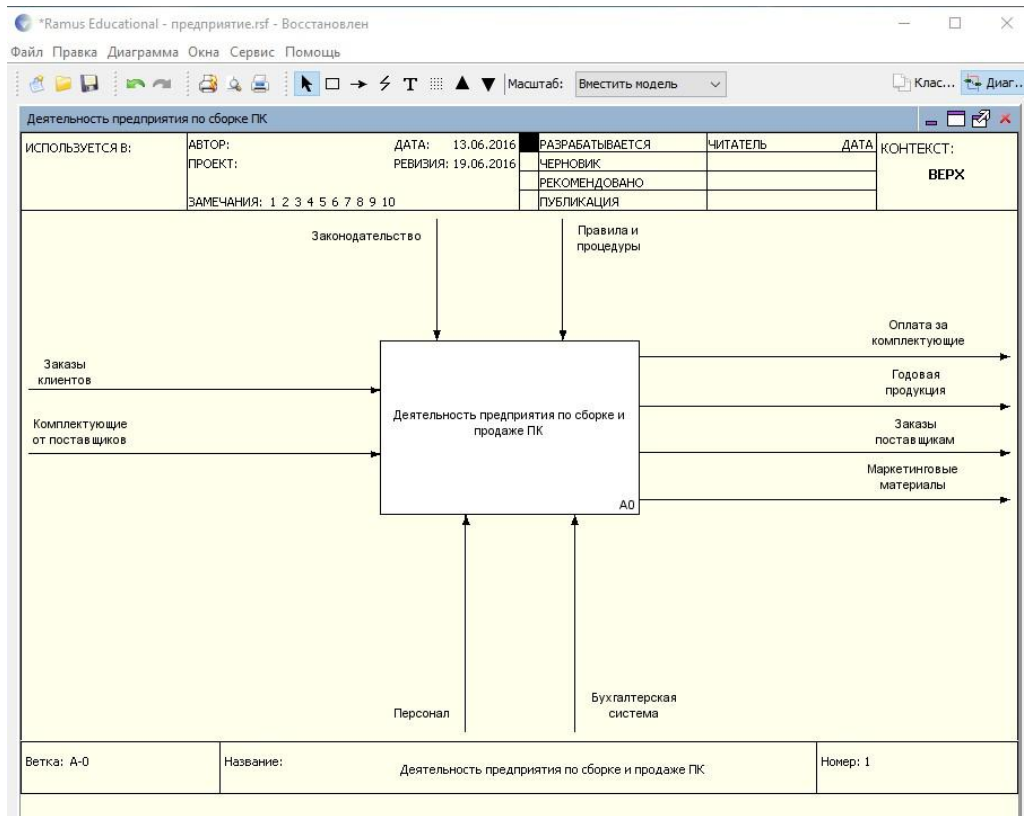 *Ramus Educational - предприятие.rsf - Восстановлен
Файл Правка Диаграмма Окна Сервис Помощь
Масштаб: Вместить модель
Клас... Диаг...
Деятельность предприятия по сборке ПК
ИСПОЛЬЗУЕТСЯ В:
АВТОР:
ДАТА: 13.06.2016
ПРОЕКТ:
РЕВИЗИЯ: 19.06.2016
ЗАМЕЧАНИЯ: 1 2 3 4 5 6 7 8 9 10
РАЗРАБАТЫВАЕТСЯ
ЧЕРНОВИК
РЕКОМЕНДОВАНО
ПУБЛИКАЦИЯ
ЧИТАТЕЛЬ
ДАТА
КОНТЕКСТ:
ВЕРХ
Законодательство
Правила и
процедуры
Заказы
клиентов
Комплектующие
от поставщиков
Деятельность предприятия по сборке и
продаже ПК
A0
Оплата за
комплектующие
Годовая
продукция
Заказы
поставщикам
Маркетинговые
материалы
Персонал
Бухгалтерская
система
Ветка: A-0
Название:
Деятельность предприятия по сборке и продаже ПК
Номер: 1